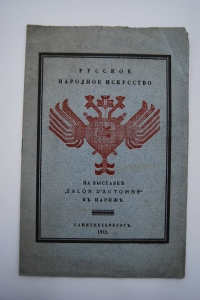 РУССКОЕ
НАРОДНОЕ ИСКУССТВО
НА ВЫСТАВКѢ
„SALON D'AUTOMNE“
ВЪ ПАРИЖѢ
САНКТПЕТЕРБУРГЪ
1913.